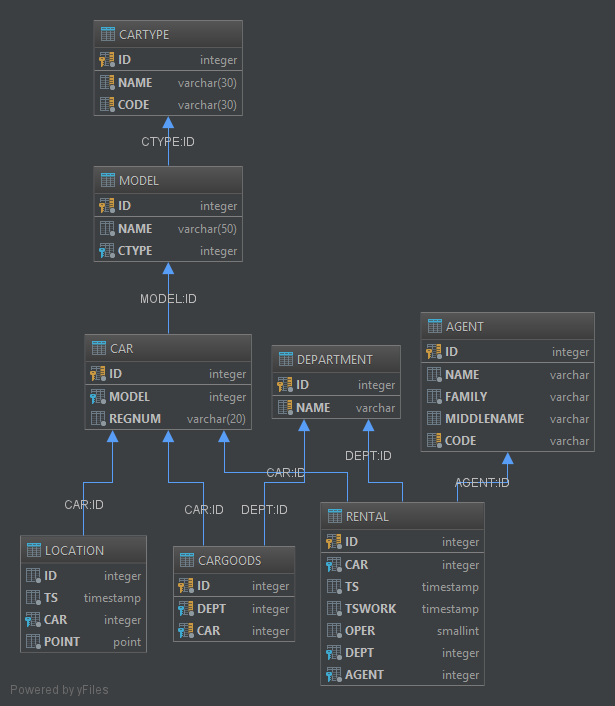 CARTYPE
ID integer
NAME varchar(30)
CODE varchar(30)
CTYPE:ID
MODEL
ID integer
NAME varchar(50)
CTYPE integer
MODEL:ID
CAR
ID integer
MODEL integer
REGNUM varchar(20)
DEPARTMENT
ID integer
NAME varchar
AGENT
ID integer
NAME varchar
FAMILY varchar
MIDDLENAME varchar
CODE varchar
CAR:ID
CAR:ID
DEPT:ID
CAR:ID
DEPT:ID
AGENT:ID
LOCATION
ID integer
TS timestamp
CAR integer
POINT point
CARGOODS
ID integer
DEPT integer
CAR integer
RENTAL
ID integer
CAR integer
TS timestamp
TSWORK timestamp
OPER smallint
DEPT integer
AGENT integer
Powered by yFiles